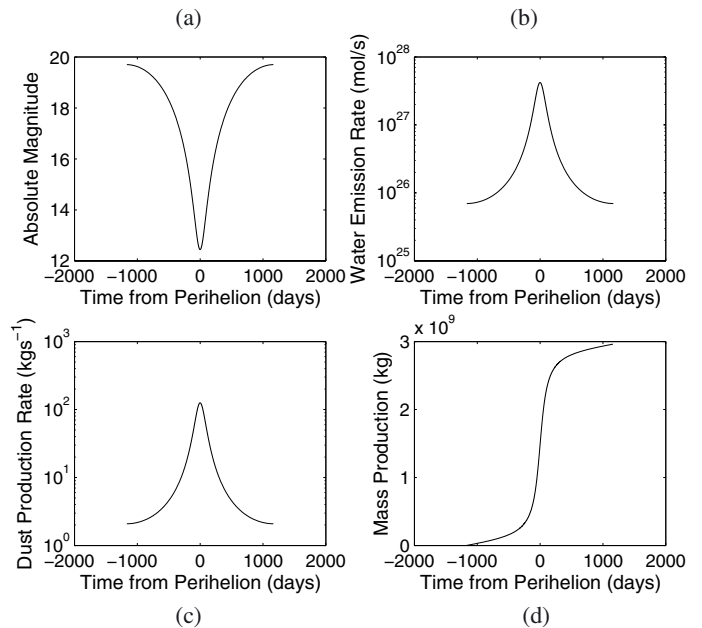 (a)
(b)
20
18
16
14
12
Absolute Magnitude
−2000 −1000 0 1000 2000
Time from Perihelion (days)
10^28
10^27
10^26
10^25
Water Emission Rate (mol/s)
−2000 −1000 0 1000 2000
Time from Perihelion (days)
10^3
10^2
10^1
10^0
Dust Production Rate (kgs^−1)
−2000 −1000 0 1000 2000
Time from Perihelion (days)
x 10^9
3
2
1
0
Mass Production (kg)
−2000 −1000 0 1000 2000
Time from Perihelion (days)
(c)
(d)